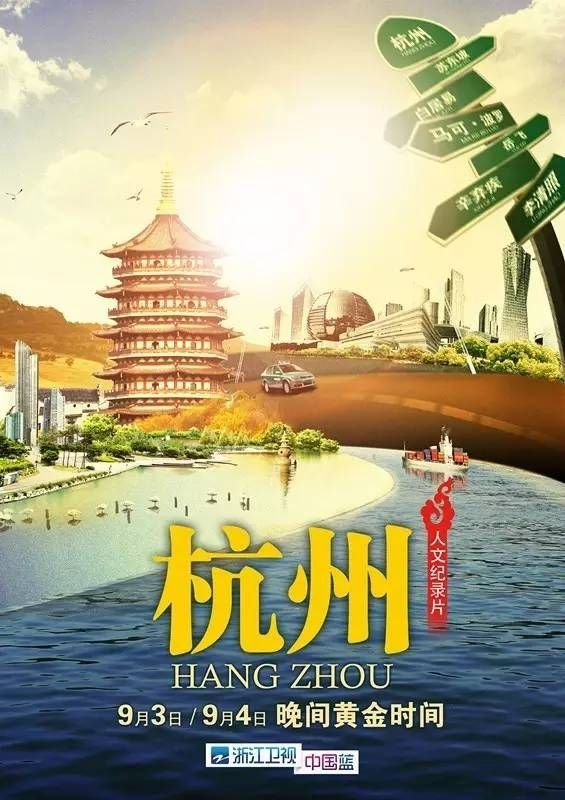 杭州
HANG ZHOU
苏东坡
白居易
马可·波罗
岳飞
辛弃疾
李清照
人文纪录片
杭州
HANG ZHOU
9月3日/9月4日 晚间黄金时间
浙江卫视 中国蓝